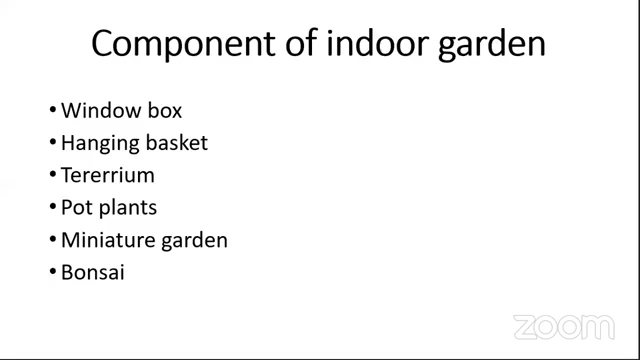 Component of indoor garden
• Window box
• Hanging basket
• Tererrium
• Pot plants
• Miniature garden
• Bonsai
zoom